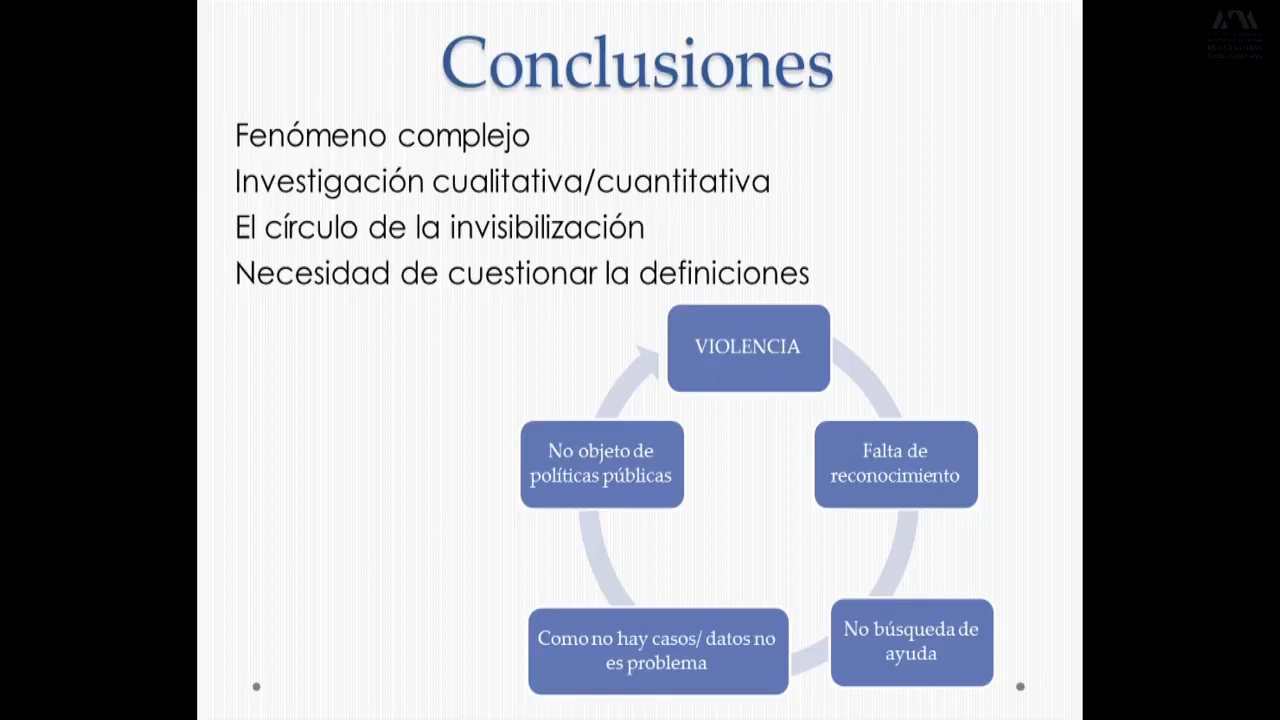 Conclusiones
Fenómeno complejo
Investigación cualitativa/cuantitativa
El círculo de la invisibilización
Necesidad de cuestionar la definiciones
VIOLENCIA
Falta de
reconocimiento
No búsqueda de
ayuda
Como no hay casos/ datos no
es problema
No objeto de
políticas públicas